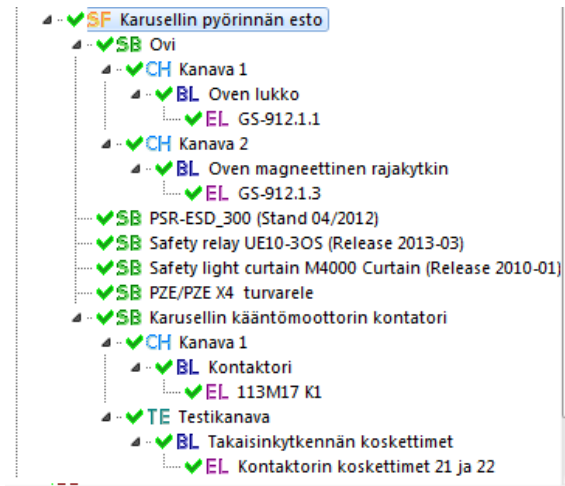 SF Karusellin pyörinnän esto
SB Ovi
CH Kanava 1
BL Oven lukko
EL GS-912.1.1
CH Kanava 2
BL Oven magneettinen rajakytkin
EL GS-912.1.3
SB PSR-ESD_300 (Stand 04/2012)
SB Safety relay UE10-3OS (Release 2013-03)
SB Safety light curtain M4000 Curtain (Release 2010-01)
SB PZE/PZE X4 turvarele
SB Karusellin kääntömoottorin kontatori
CH Kanava 1
BL Kontaktori
EL 113M17 K1
TE Testikanava
BL Takaisinkytkennän koskettimet
EL Kontaktorin koskettimet 21 ja 22